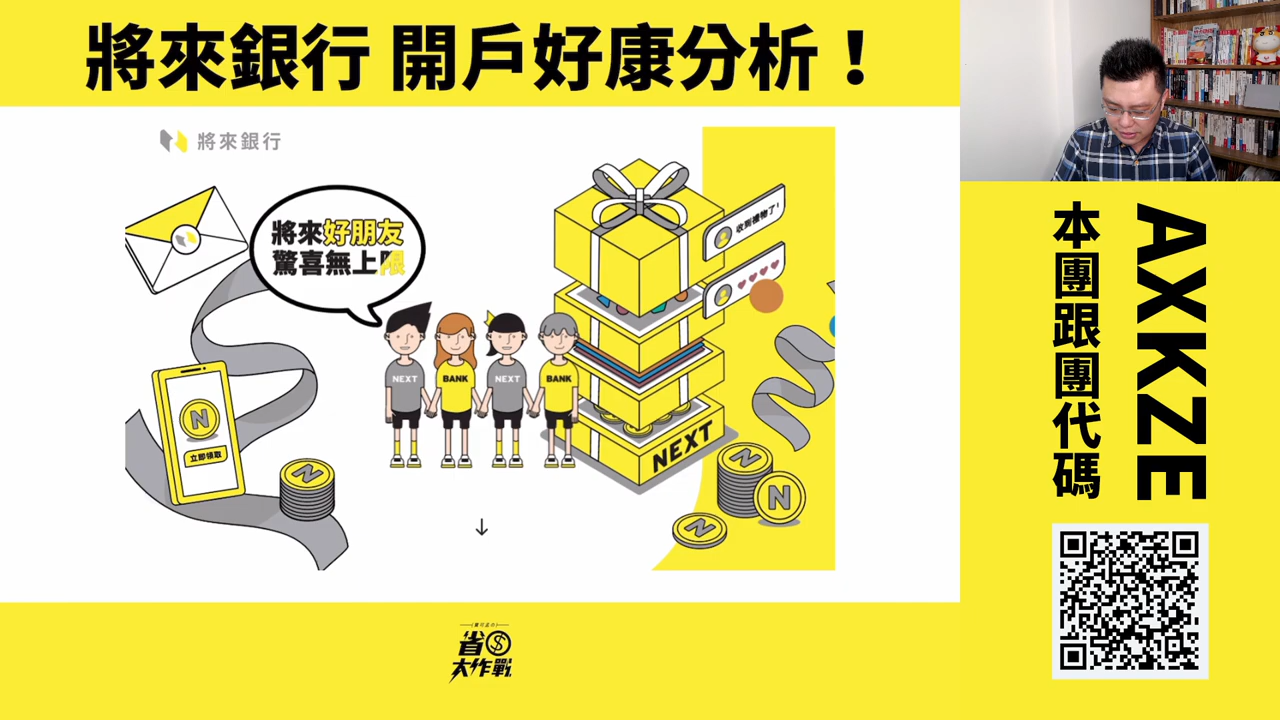 將來銀行 開戶好康分析！
將來銀行
將來好朋友
驚喜無上限
收到禮物了！
NEXT
BANK
NEXT
BANK
N
立即領取
N
NEXT
N
N
N
省
大作戰
本團跟團代碼
AXKZE